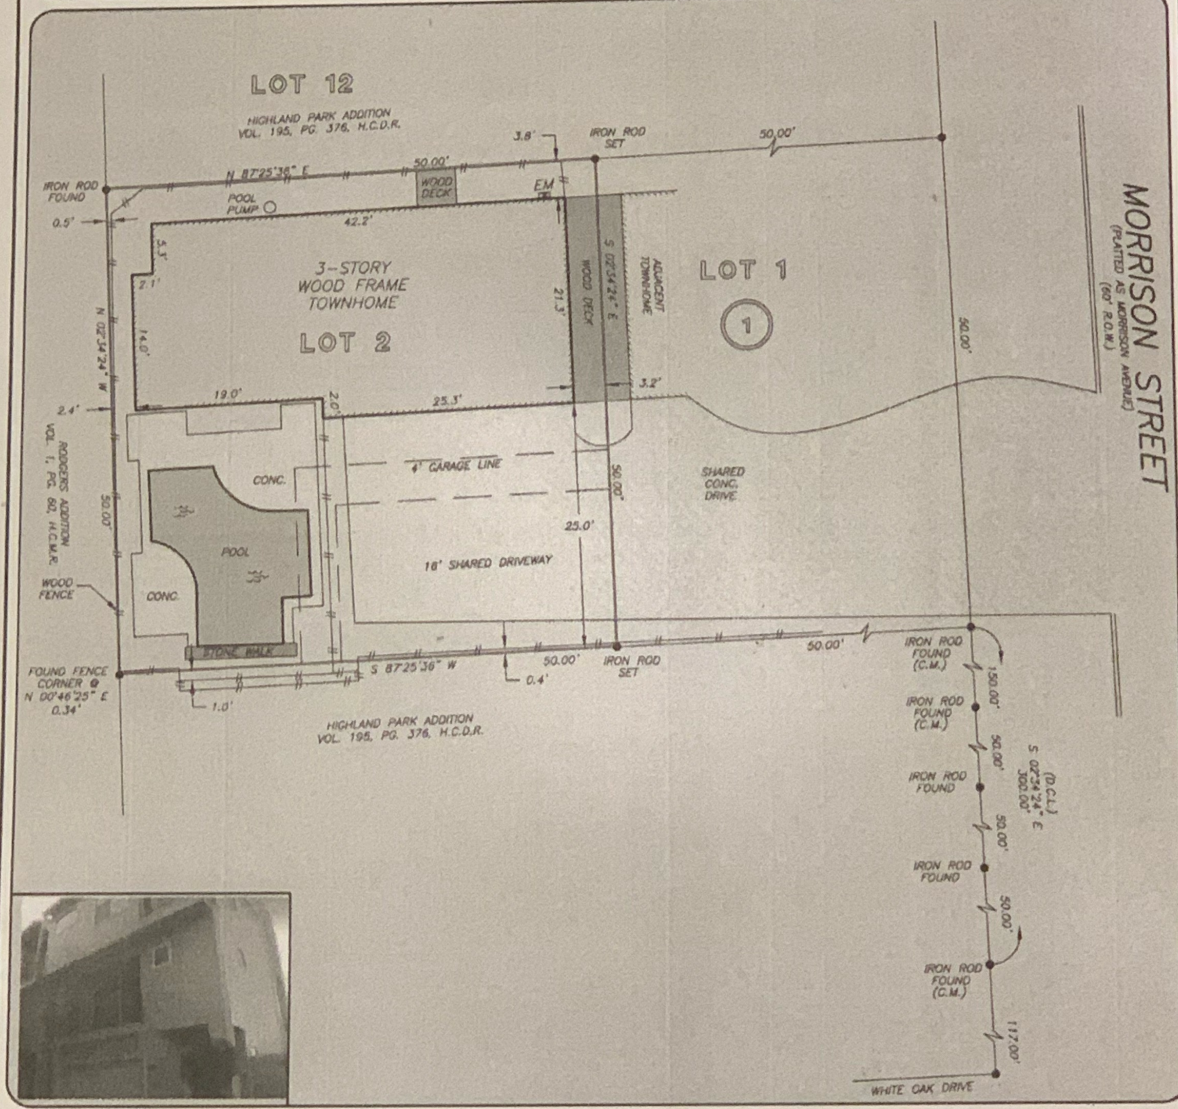 LOT 12
HIGHLAND PARK ADDITION
VOL. 195, PG. 376, H.C.D.R.
3.8'
IRON ROD
SET
50.00'
IRON ROD
FOUND
N 87°25'36" E
50.00'
WOOD
DECK
EM
POOL
PUMP
0.5'
42.2'
5.3'
2.1'
3-STORY
WOOD FRAME
TOWNHOME
LOT 2
14.0'
N 02°34'24" W
21.3'
WOOD DECK
S 02°34'24" E
ADJACENT
TOWNHOME
LOT 1
1
50.00'
MORRISON STREET
(PLATTED AS MORRISON AVENUE)
(60' R.O.W.)
3.2'
2.4'
19.0'
2.0'
25.3'
RODGERS ADDITION
VOL. 1, PG. 60, H.C.M.R.
50.00'
CONC.
4' GARAGE LINE
50.00'
SHARED
CONC.
DRIVE
25.0'
POOL
16' SHARED DRIVEWAY
WOOD
FENCE
CONC.
STONE WALK
FOUND FENCE
CORNER @
N 00°46'25" E
0.34'
1.0'
S 87°25'36" W
0.4'
50.00'
IRON ROD
SET
50.00'
HIGHLAND PARK ADDITION
VOL. 195, PG. 376, H.C.D.R.
IRON ROD
FOUND
(C.M.)
150.00'
IRON ROD
FOUND
(C.M.)
50.00'
(D.C.L.)
S 02°34'24" E
300.00'
IRON ROD
FOUND
50.00'
IRON ROD
FOUND
50.00'
IRON ROD
FOUND
(C.M.)
117.00'
WHITE OAK DRIVE